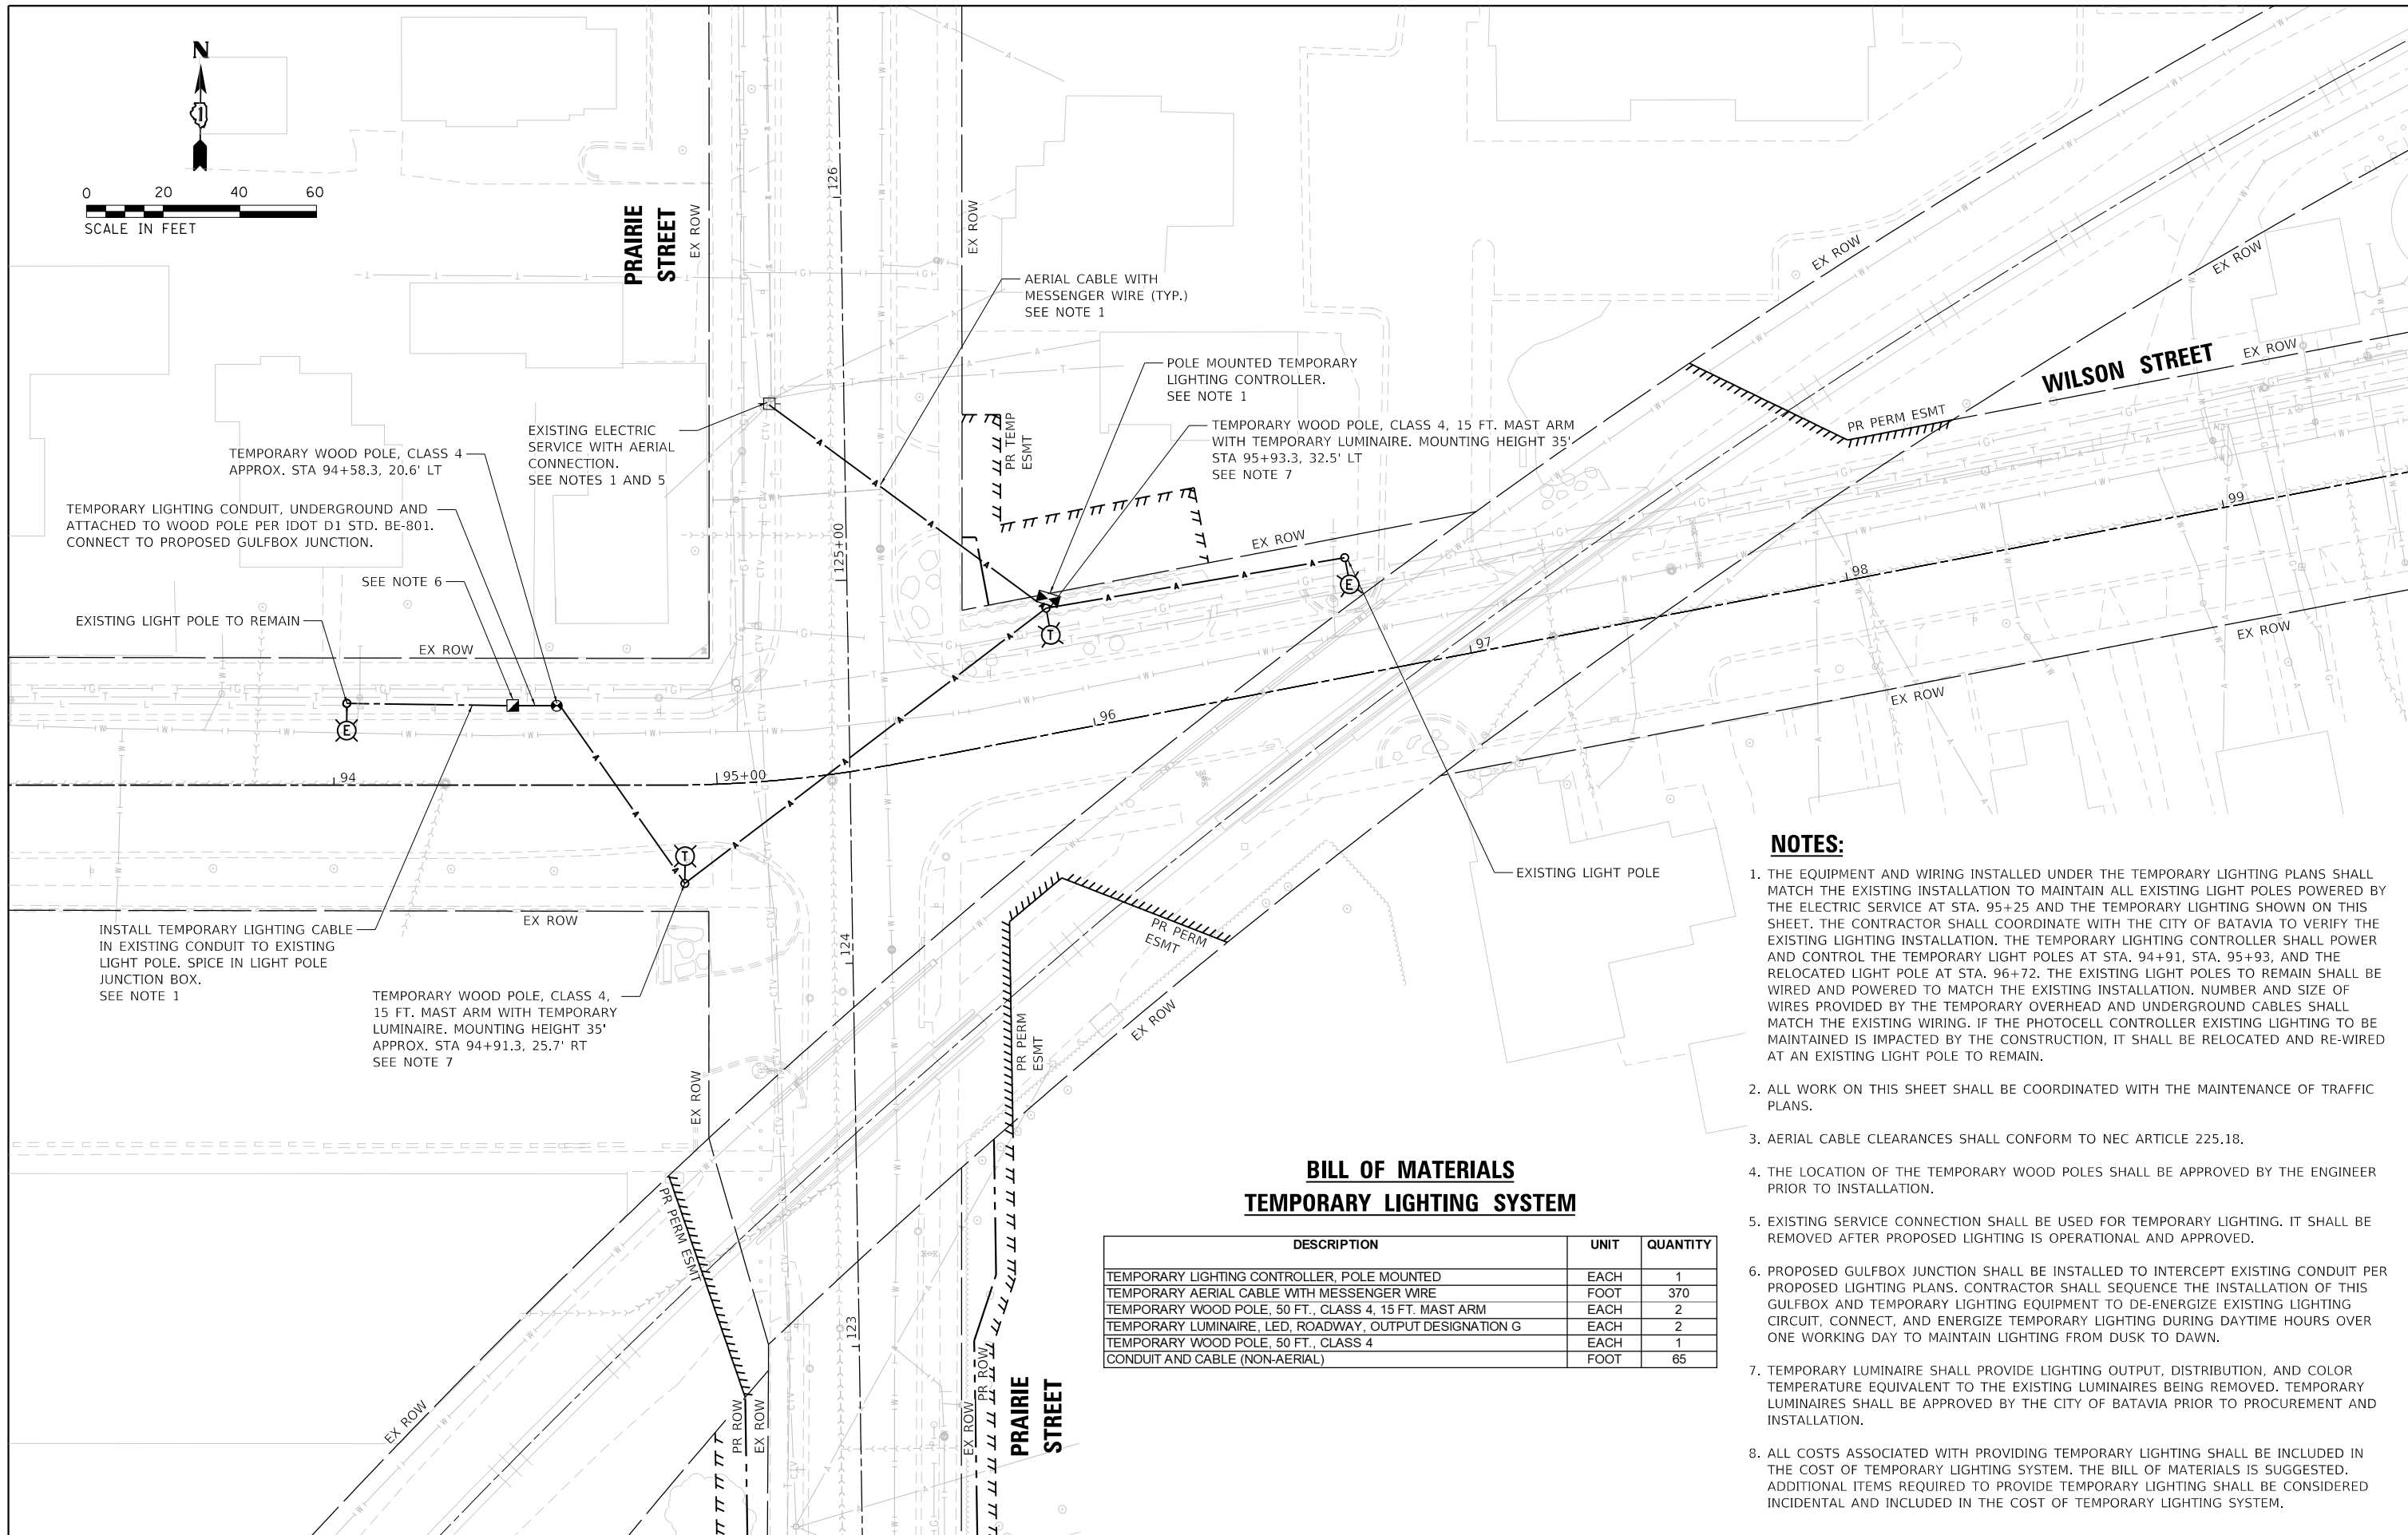 N
0 20 40 60
SCALE IN FEET
PRAIRIE
STREET
EX ROW
126
EX ROW
AERIAL CABLE WITH
MESSENGER WIRE (TYP.)
SEE NOTE 1
POLE MOUNTED TEMPORARY
LIGHTING CONTROLLER.
SEE NOTE 1
TEMPORARY WOOD POLE, CLASS 4, 15 FT. MAST ARM
WITH TEMPORARY LUMINAIRE. MOUNTING HEIGHT 35'
STA 95+93.3, 32.5' LT
SEE NOTE 7
EX ROW
EX ROW
WILSON STREET
EX ROW
PR PERM ESMT
EXISTING ELECTRIC
SERVICE WITH AERIAL
CONNECTION.
SEE NOTES 1 AND 5
TEMPORARY WOOD POLE, CLASS 4
APPROX. STA 94+58.3, 20.6' LT
TEMPORARY LIGHTING CONDUIT, UNDERGROUND AND
ATTACHED TO WOOD POLE PER IDOT D1 STD. BE-801.
CONNECT TO PROPOSED GULFBOX JUNCTION.
SEE NOTE 6
EXISTING LIGHT POLE TO REMAIN
EX ROW
PR TEMP
ESMT
125+00
EX ROW
E
T
E
94
95+00
96
97
98
99
EX ROW
EX ROW
T
EX ROW
INSTALL TEMPORARY LIGHTING CABLE
IN EXISTING CONDUIT TO EXISTING
LIGHT POLE. SPICE IN LIGHT POLE
JUNCTION BOX.
SEE NOTE 1
TEMPORARY WOOD POLE, CLASS 4,
15 FT. MAST ARM WITH TEMPORARY
LUMINAIRE. MOUNTING HEIGHT 35'
APPROX. STA 94+91.3, 25.7' RT
SEE NOTE 7
124
EXISTING LIGHT POLE
PR PERM
ESMT
PR PERM
ESMT
EX ROW
EX ROW
PR PERM ESMT
123
EX ROW
PR ROW
EX ROW
EX ROW
PR ROW
PRAIRIE
STREET
BILL OF MATERIALS
TEMPORARY LIGHTING SYSTEM
DESCRIPTION UNIT QUANTITY
TEMPORARY LIGHTING CONTROLLER, POLE MOUNTED EACH 1
TEMPORARY AERIAL CABLE WITH MESSENGER WIRE FOOT 370
TEMPORARY WOOD POLE, 50 FT., CLASS 4, 15 FT. MAST ARM EACH 2
TEMPORARY LUMINAIRE, LED, ROADWAY, OUTPUT DESIGNATION G EACH 2
TEMPORARY WOOD POLE, 50 FT., CLASS 4 EACH 1
CONDUIT AND CABLE (NON-AERIAL) FOOT 65
NOTES:
1. THE EQUIPMENT AND WIRING INSTALLED UNDER THE TEMPORARY LIGHTING PLANS SHALL
MATCH THE EXISTING INSTALLATION TO MAINTAIN ALL EXISTING LIGHT POLES POWERED BY
THE ELECTRIC SERVICE AT STA. 95+25 AND THE TEMPORARY LIGHTING SHOWN ON THIS
SHEET. THE CONTRACTOR SHALL COORDINATE WITH THE CITY OF BATAVIA TO VERIFY THE
EXISTING LIGHTING INSTALLATION. THE TEMPORARY LIGHTING CONTROLLER SHALL POWER
AND CONTROL THE TEMPORARY LIGHT POLES AT STA. 94+91, STA. 95+93, AND THE
RELOCATED LIGHT POLE AT STA. 96+72. THE EXISTING LIGHT POLES TO REMAIN SHALL BE
WIRED AND POWERED TO MATCH THE EXISTING INSTALLATION. NUMBER AND SIZE OF
WIRES PROVIDED BY THE TEMPORARY OVERHEAD AND UNDERGROUND CABLES SHALL
MATCH THE EXISTING WIRING. IF THE PHOTOCELL CONTROLLER EXISTING LIGHTING TO BE
MAINTAINED IS IMPACTED BY THE CONSTRUCTION, IT SHALL BE RELOCATED AND RE-WIRED
AT AN EXISTING LIGHT POLE TO REMAIN.
2. ALL WORK ON THIS SHEET SHALL BE COORDINATED WITH THE MAINTENANCE OF TRAFFIC
PLANS.
3. AERIAL CABLE CLEARANCES SHALL CONFORM TO NEC ARTICLE 225.18.
4. THE LOCATION OF THE TEMPORARY WOOD POLES SHALL BE APPROVED BY THE ENGINEER
PRIOR TO INSTALLATION.
5. EXISTING SERVICE CONNECTION SHALL BE USED FOR TEMPORARY LIGHTING. IT SHALL BE
REMOVED AFTER PROPOSED LIGHTING IS OPERATIONAL AND APPROVED.
6. PROPOSED GULFBOX JUNCTION SHALL BE INSTALLED TO INTERCEPT EXISTING CONDUIT PER
PROPOSED LIGHTING PLANS. CONTRACTOR SHALL SEQUENCE THE INSTALLATION OF THIS
GULFBOX AND TEMPORARY LIGHTING EQUIPMENT TO DE-ENERGIZE EXISTING LIGHTING
CIRCUIT, CONNECT, AND ENERGIZE TEMPORARY LIGHTING DURING DAYTIME HOURS OVER
ONE WORKING DAY TO MAINTAIN LIGHTING FROM DUSK TO DAWN.
7. TEMPORARY LUMINAIRE SHALL PROVIDE LIGHTING OUTPUT, DISTRIBUTION, AND COLOR
TEMPERATURE EQUIVALENT TO THE EXISTING LUMINAIRES BEING REMOVED. TEMPORARY
LUMINAIRES SHALL BE APPROVED BY THE CITY OF BATAVIA PRIOR TO PROCUREMENT AND
INSTALLATION.
8. ALL COSTS ASSOCIATED WITH PROVIDING TEMPORARY LIGHTING SHALL BE INCLUDED IN
THE COST OF TEMPORARY LIGHTING SYSTEM. THE BILL OF MATERIALS IS SUGGESTED.
ADDITIONAL ITEMS REQUIRED TO PROVIDE TEMPORARY LIGHTING SHALL BE CONSIDERED
INCIDENTAL AND INCLUDED IN THE COST OF TEMPORARY LIGHTING SYSTEM.